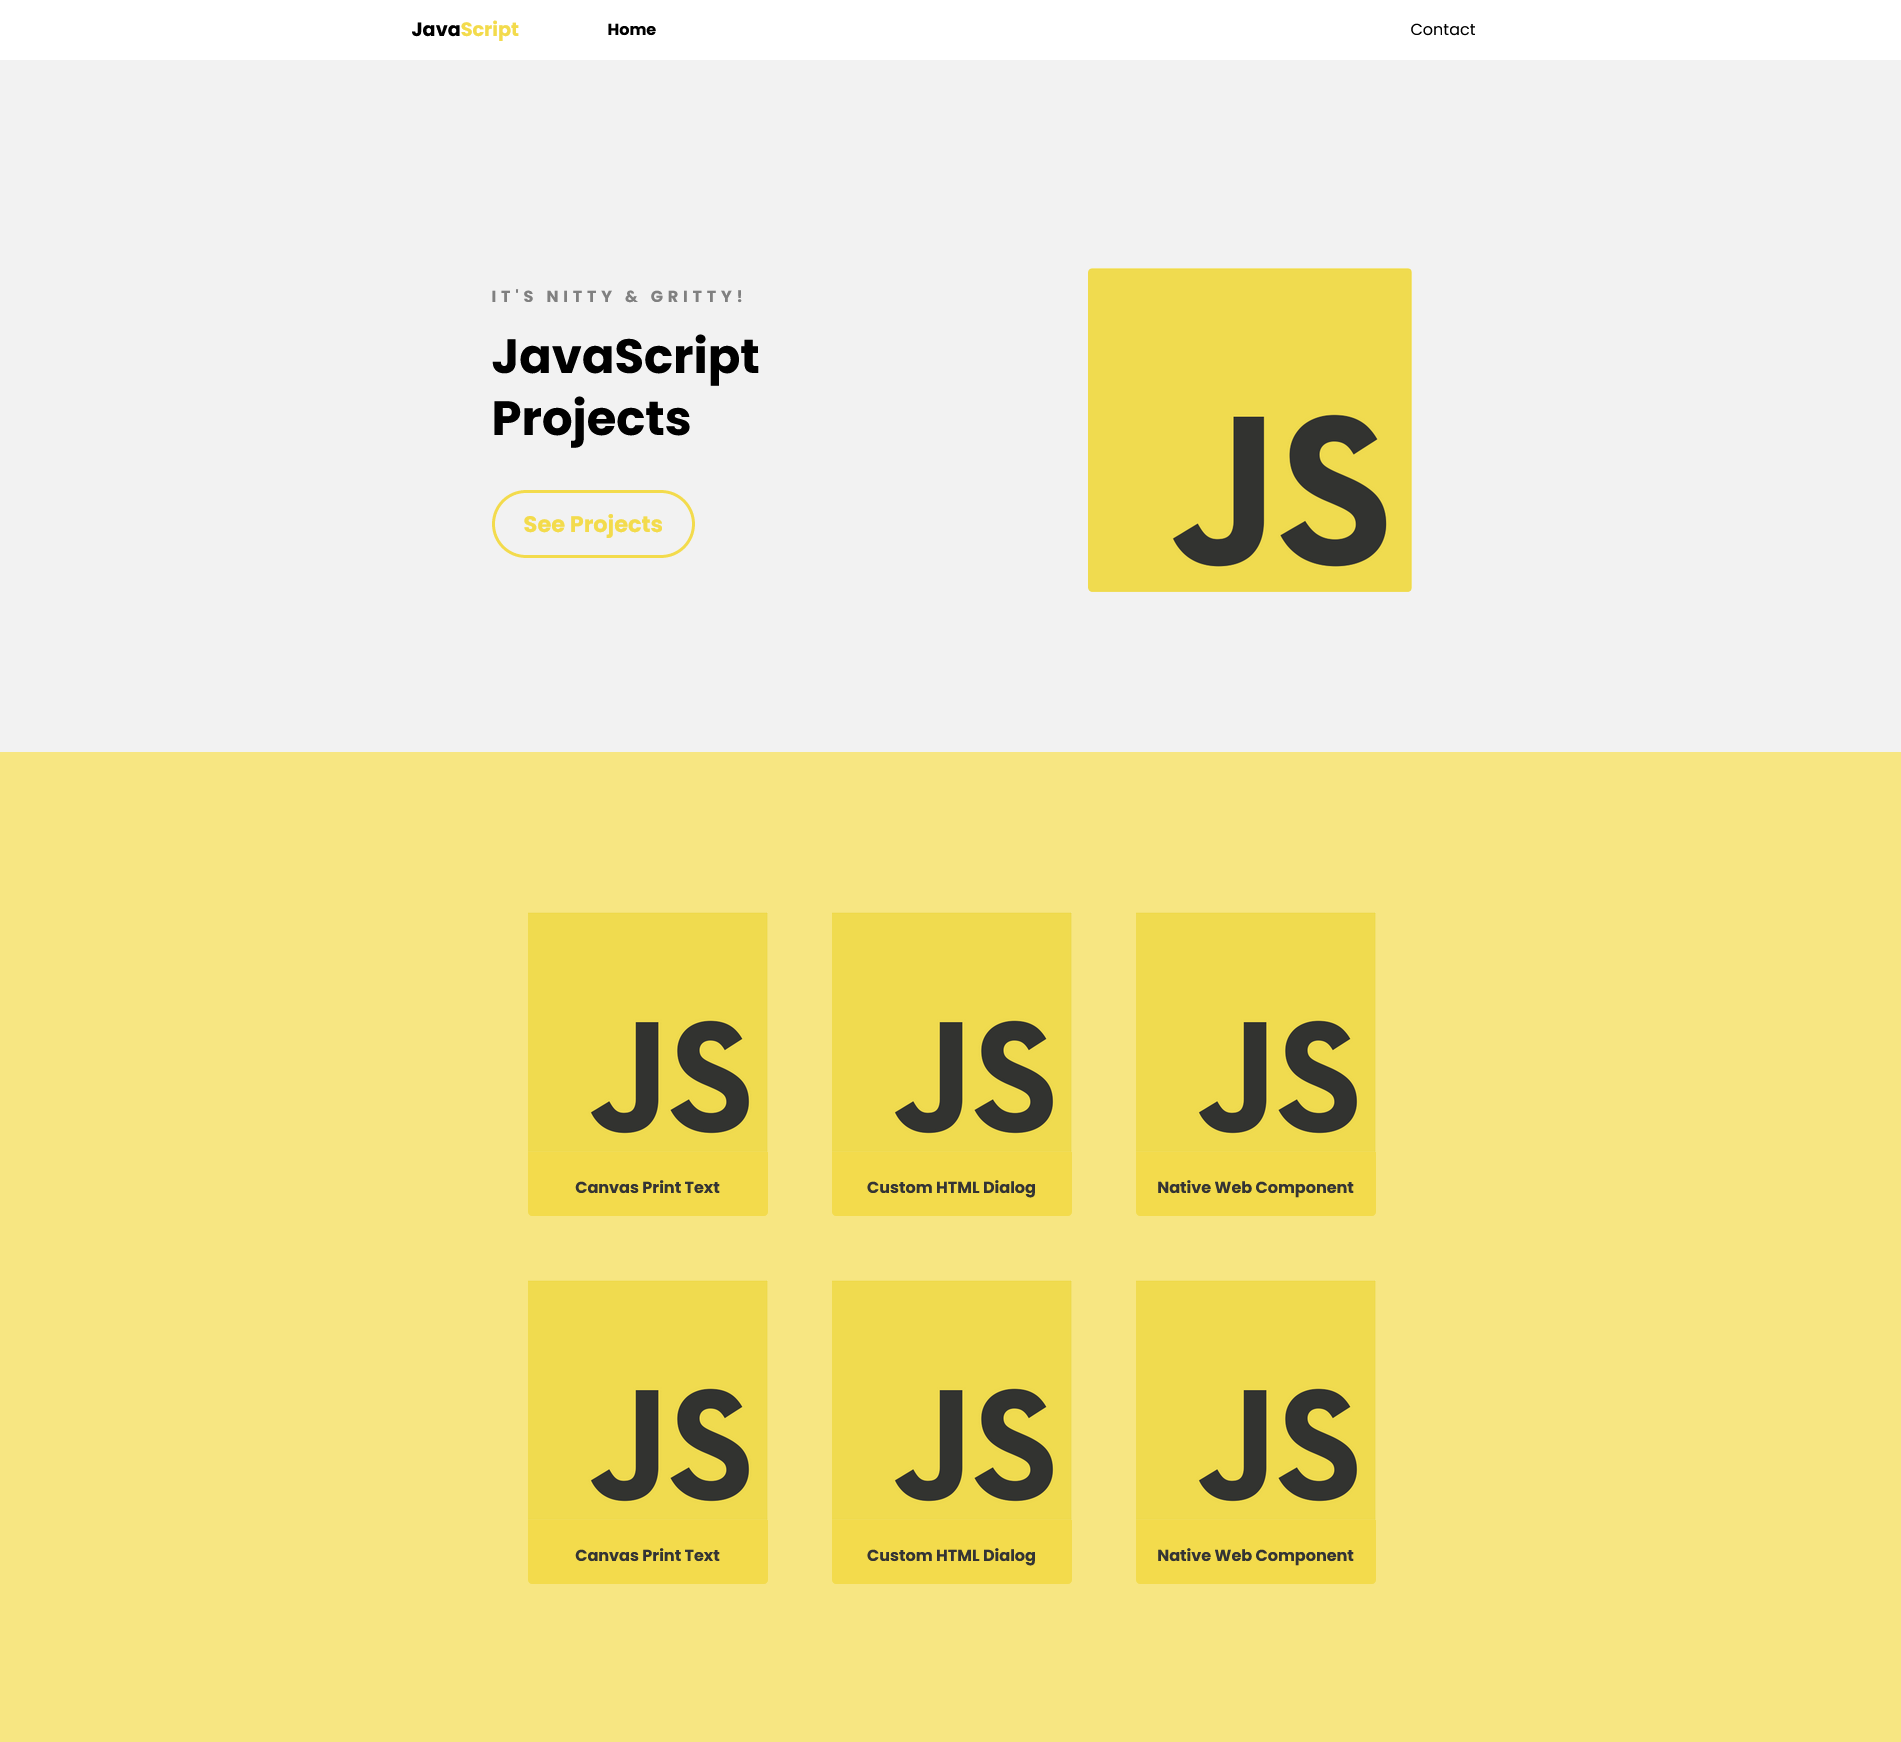 JavaScript Home Contact
IT'S NITTY & GRITTY!
JavaScript
Projects
See Projects
JS
JS JS JS
Canvas Print Text Custom HTML Dialog Native Web Component
JS JS JS
Canvas Print Text Custom HTML Dialog Native Web Component